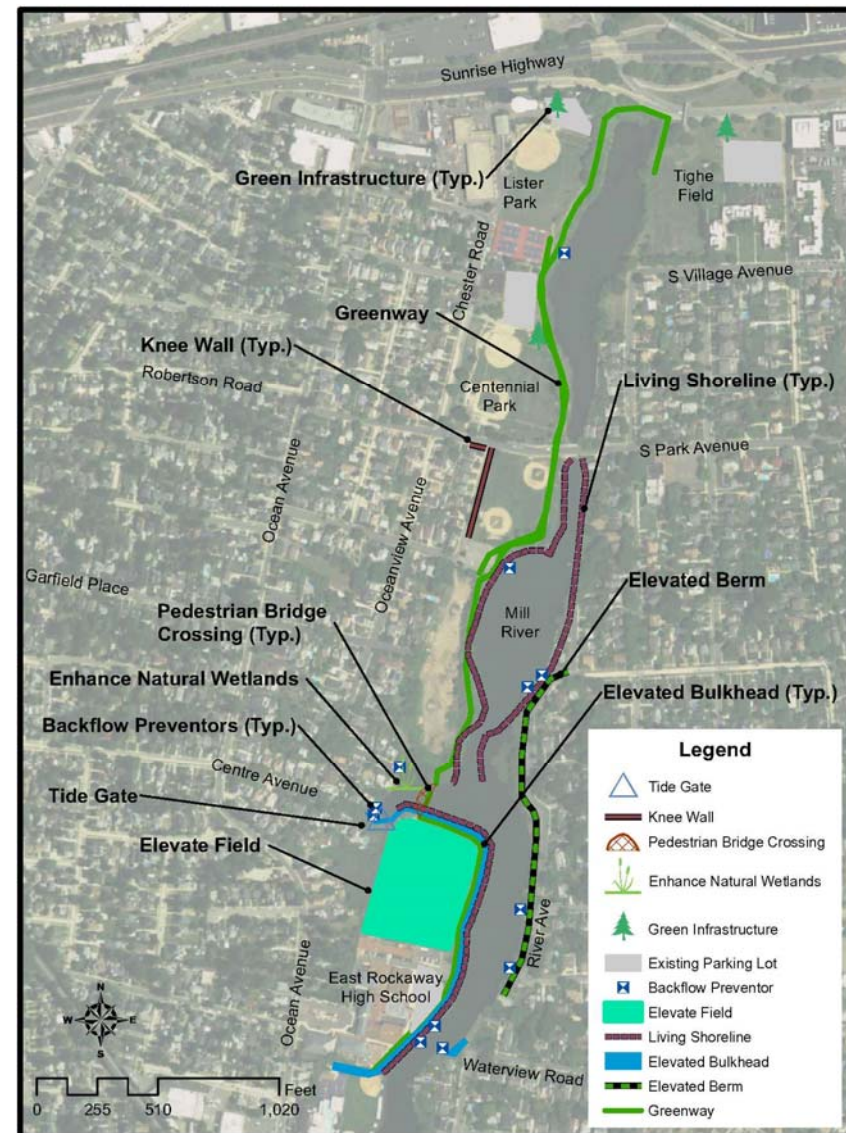 Sunrise Highway
Green Infrastructure (Typ.)
Lister
Park
Tighe
Field
Chester Road
S Village Avenue
Greenway
Knee Wall (Typ.)
Robertson Road
Centennial
Park
Living Shoreline (Typ.)
S Park Avenue
Ocean Avenue
Oceanview Avenue
Garfield Place
Pedestrian Bridge
Crossing (Typ.)
Mill
River
Elevated Berm
Enhance Natural Wetlands
Elevated Bulkhead (Typ.)
Backflow Preventors (Typ.)
Centre Avenue
Tide Gate
Elevate Field
River Ave
Ocean Avenue
East Rockaway
High School
Waterview Road
N
W
E
S
Feet
0 255 510 1,020
Legend
Tide Gate
Knee Wall
Pedestrian Bridge Crossing
Enhance Natural Wetlands
Green Infrastructure
Existing Parking Lot
Backflow Preventor
Elevate Field
Living Shoreline
Elevated Bulkhead
Elevated Berm
Greenway